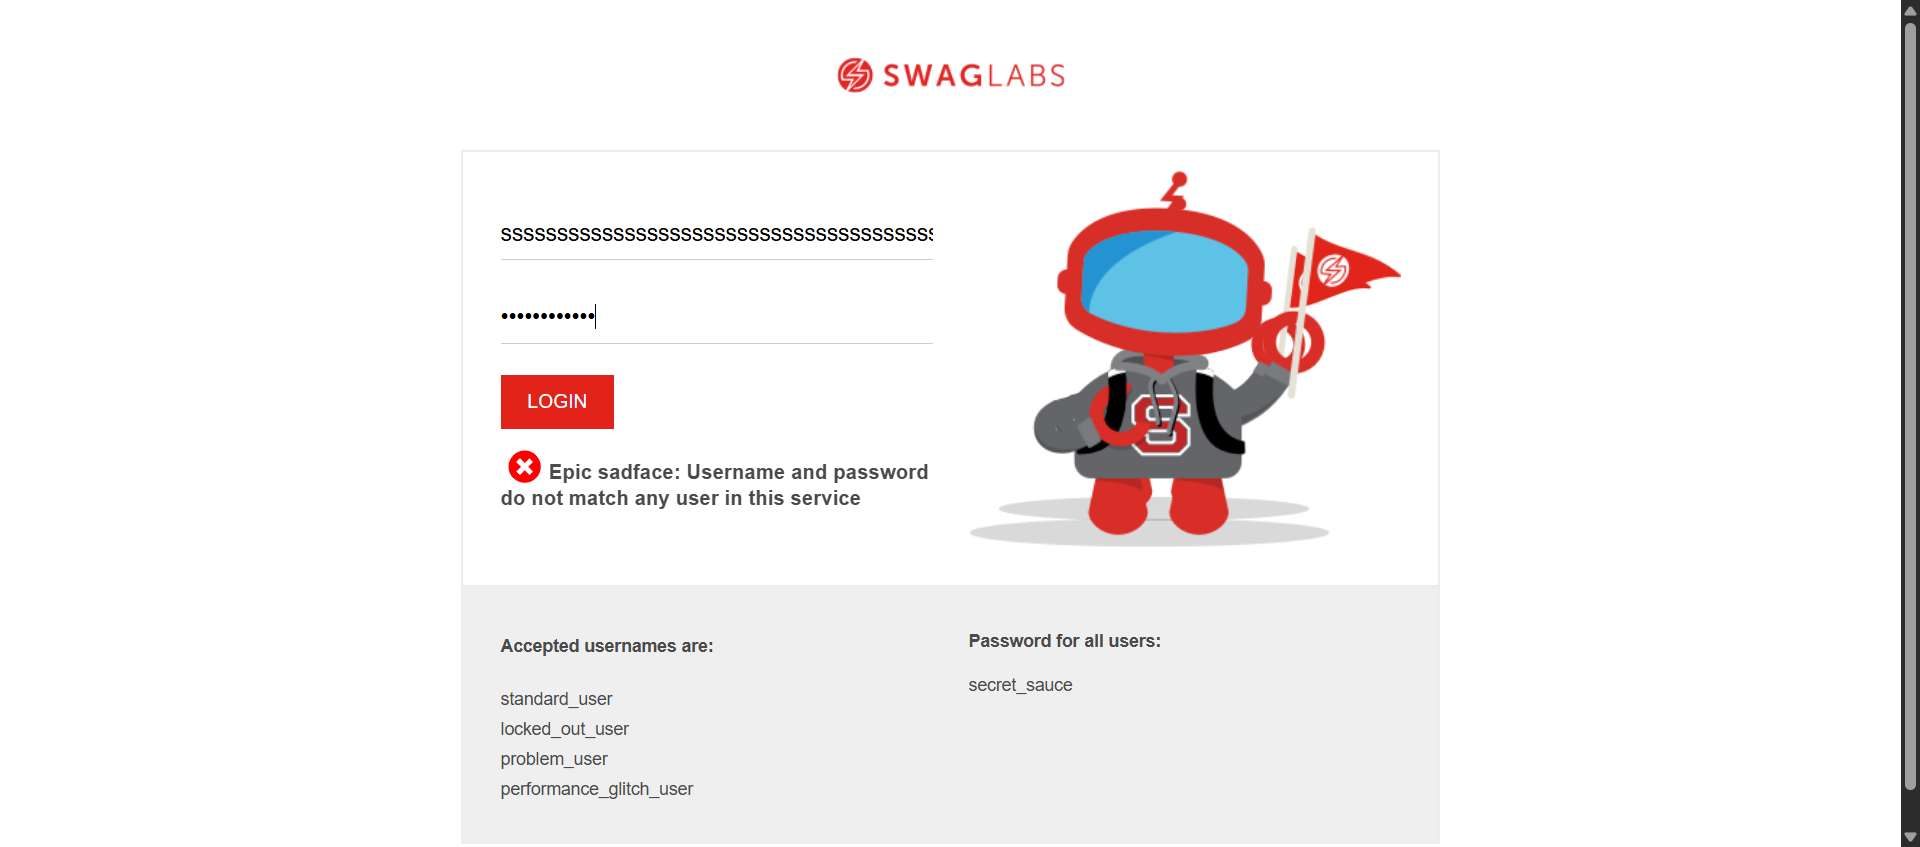 SWAGLABS
ssssssssssssssssssssssssssssssssssssss
••••••••••••
LOGIN
Epic sadface: Username and password
do not match any user in this service
S
Accepted usernames are:
standard_user
locked_out_user
problem_user
performance_glitch_user
Password for all users:
secret_sauce